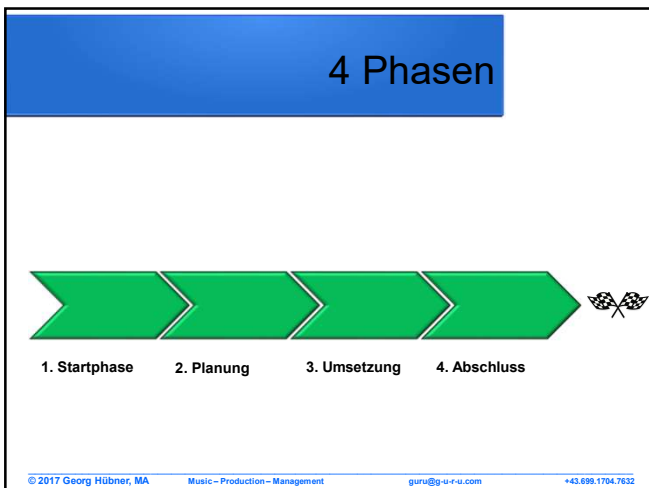 4 Phasen
1. Startphase 2. Planung 3. Umsetzung 4. Abschluss
© 2017 Georg Hübner, MA Music – Production – Management guru@g-u-r-u.com +43.699.1704.7632